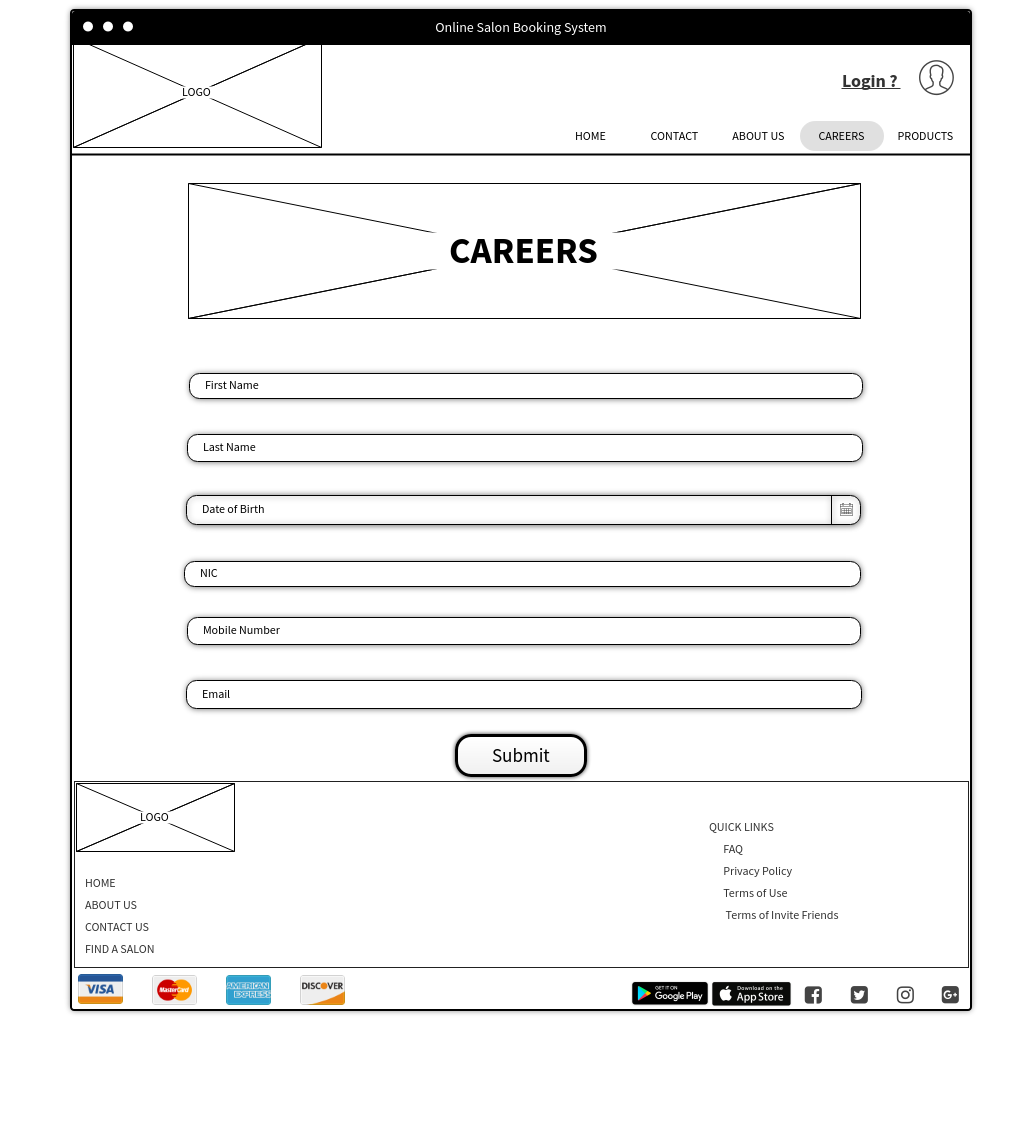 Online Salon Booking System
LOGO
Login ?
HOME CONTACT ABOUT US CAREERS PRODUCTS
CAREERS
First Name
Last Name
Date of Birth
NIC
Mobile Number
Email
Submit
LOGO
HOME
ABOUT US
CONTACT US
FIND A SALON
QUICK LINKS
FAQ
Privacy Policy
Terms of Use
Terms of Invite Friends
VISA
MasterCard
AMERICAN
EXPRESS
DISCOVER
GET IT ON
Google Play
Download on the
App Store
G+